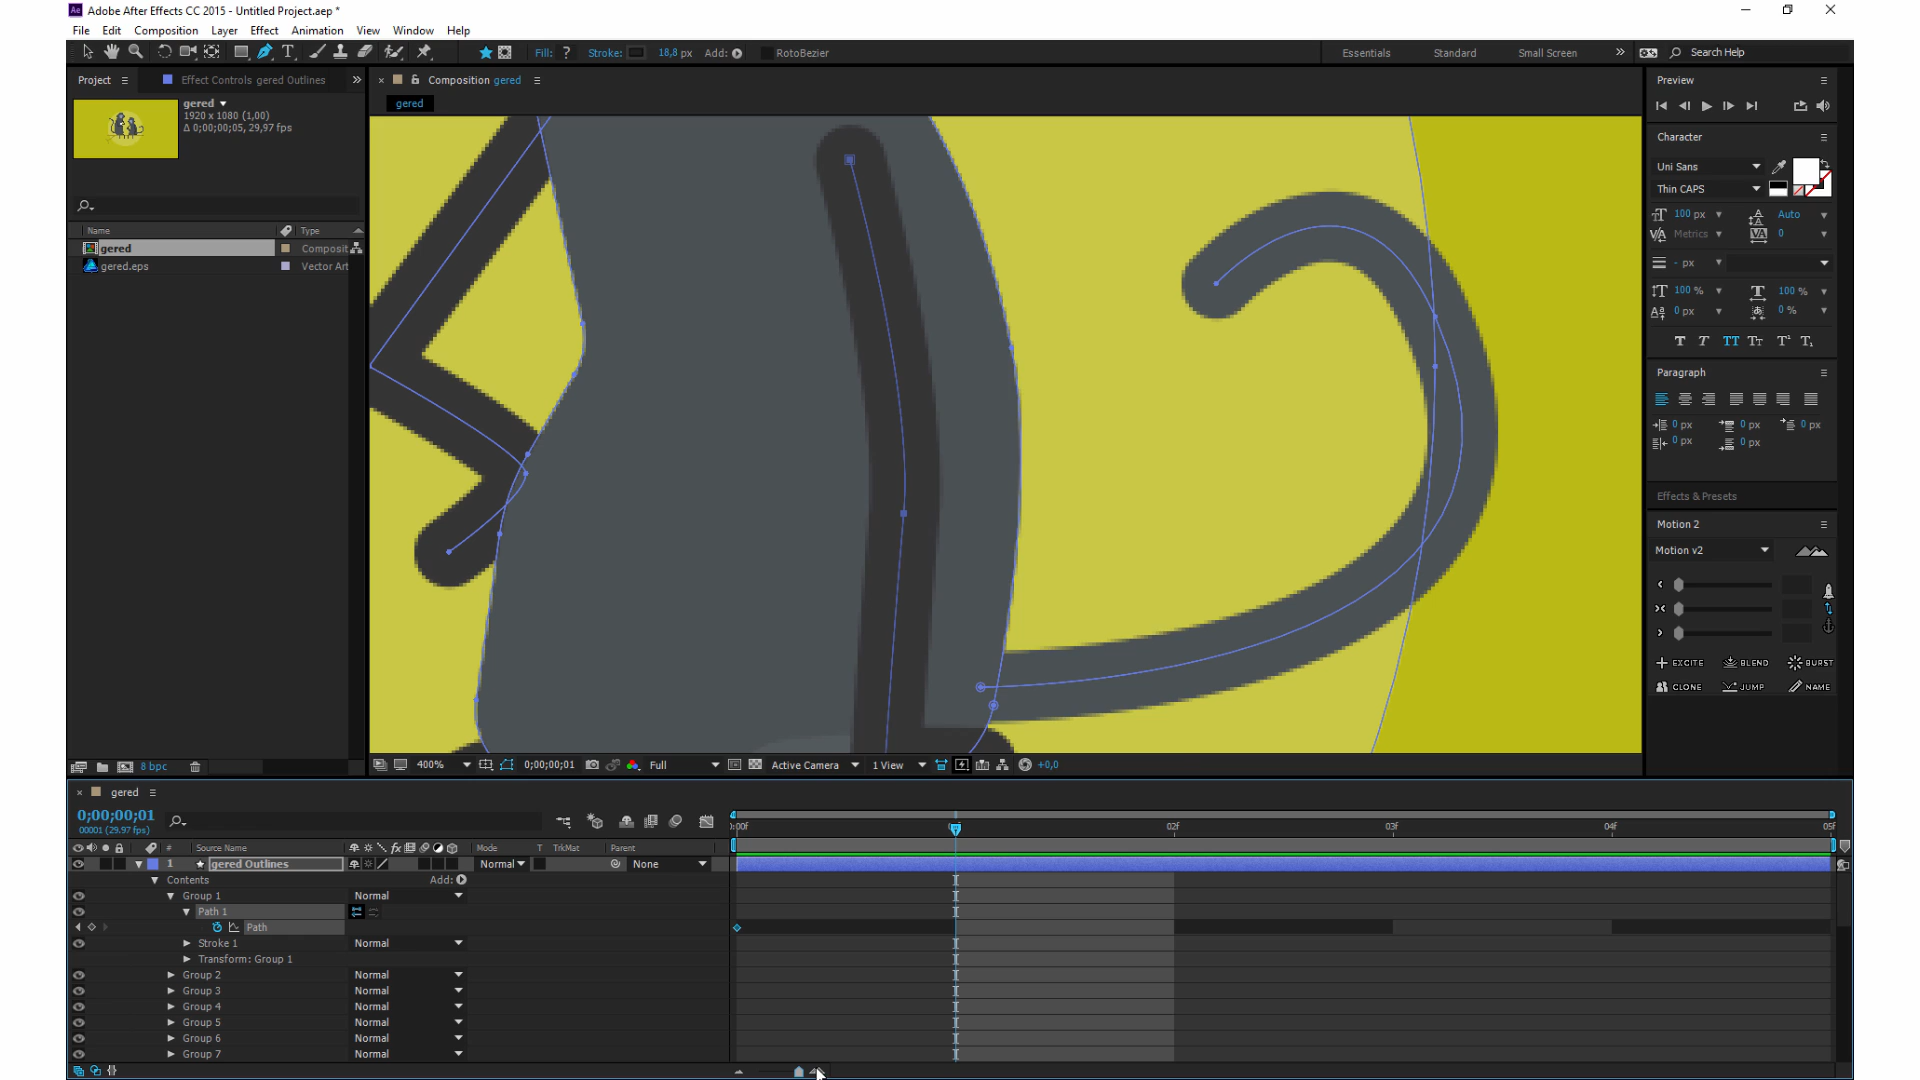 Adobe After Effects CC 2015 - Untitled Project.aep *
File Edit Composition Layer Effect Animation View Window Help
Fill: ? Stroke: 18,8 px Add: RotoBezier Essentials Standard Small Screen Search Help
Project Effect Controls gered Outlines
Composition gered
gered
gered
1920 x 1080 (1,00)
Δ 0;00;00;05, 29,97 fps
Name Type
gered Composit
gered.eps Vector Art
8 bpc
400% 0;00;00;01 Full Active Camera 1 View +0,0
Preview
Character
Uni Sans
Thin CAPS
100 px Auto
Metrics 0
- px
100 % 100 %
0 px 0 %
Paragraph
0 px 0 px 0 px
0 px 0 px
Effects & Presets
Motion 2
Motion v2
EXCITE BLEND BURST
CLONE JUMP NAME
gered
0;00;00;01
00001 (29.97 fps)
# Source Name Mode T TrkMat Parent
1 gered Outlines Normal None
Contents Add:
Group 1 Normal
Path 1
Path
Stroke 1 Normal
Transform: Group 1
Group 2 Normal
Group 3 Normal
Group 4 Normal
Group 5 Normal
Group 6 Normal
Group 7 Normal
02f 03f 04f